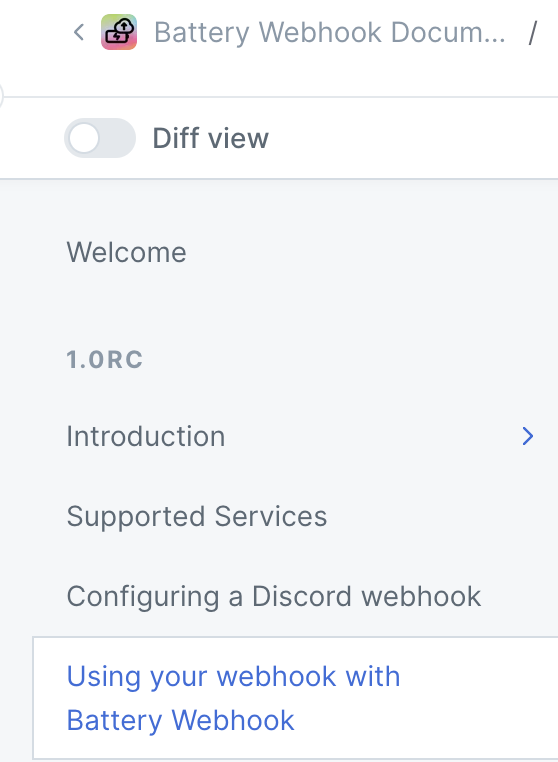 Battery Webhook Docum... /
Diff view
Welcome
1.0RC
Introduction
Supported Services
Configuring a Discord webhook
Using your webhook with
Battery Webhook